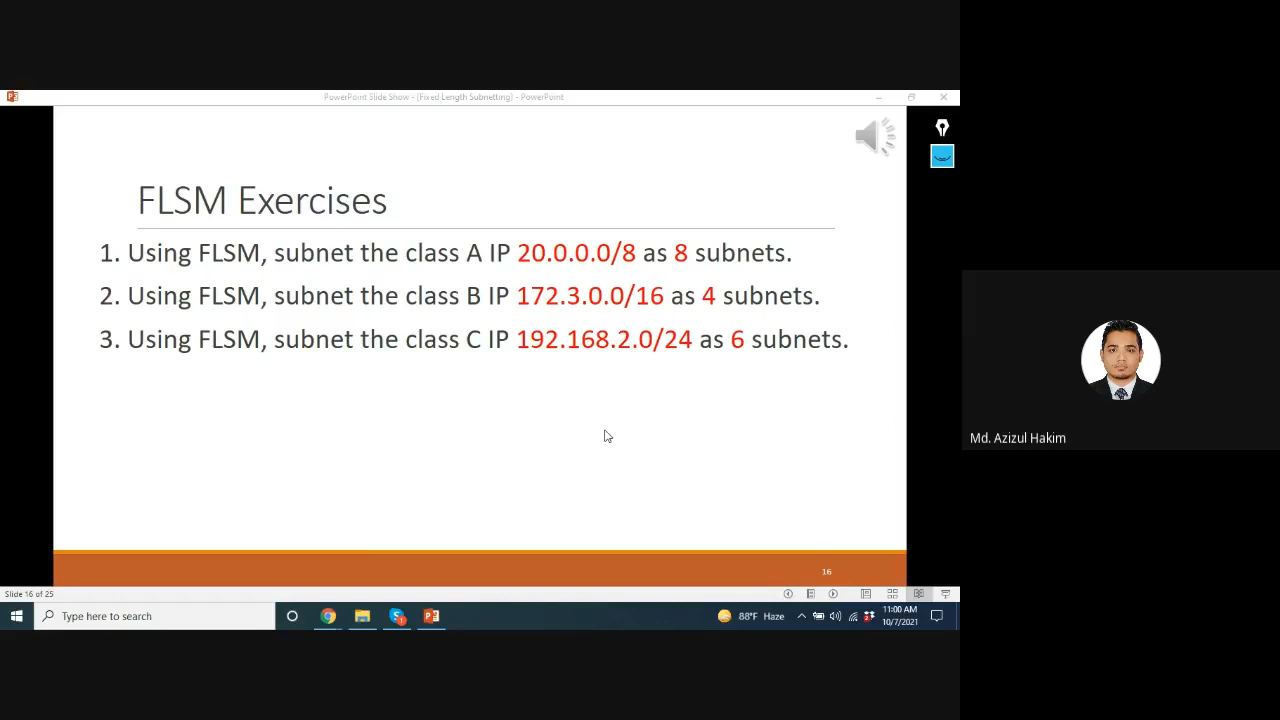 PowerPoint Slide Show - [Fixed Length Subnetting] - PowerPoint
FLSM Exercises
1. Using FLSM, subnet the class A IP 20.0.0.0/8 as 8 subnets.
2. Using FLSM, subnet the class B IP 172.3.0.0/16 as 4 subnets.
3. Using FLSM, subnet the class C IP 192.168.2.0/24 as 6 subnets.
Md. Azizul Hakim
16
Slide 16 of 25
Type here to search
88°F Haze
11:00 AM
10/7/2021